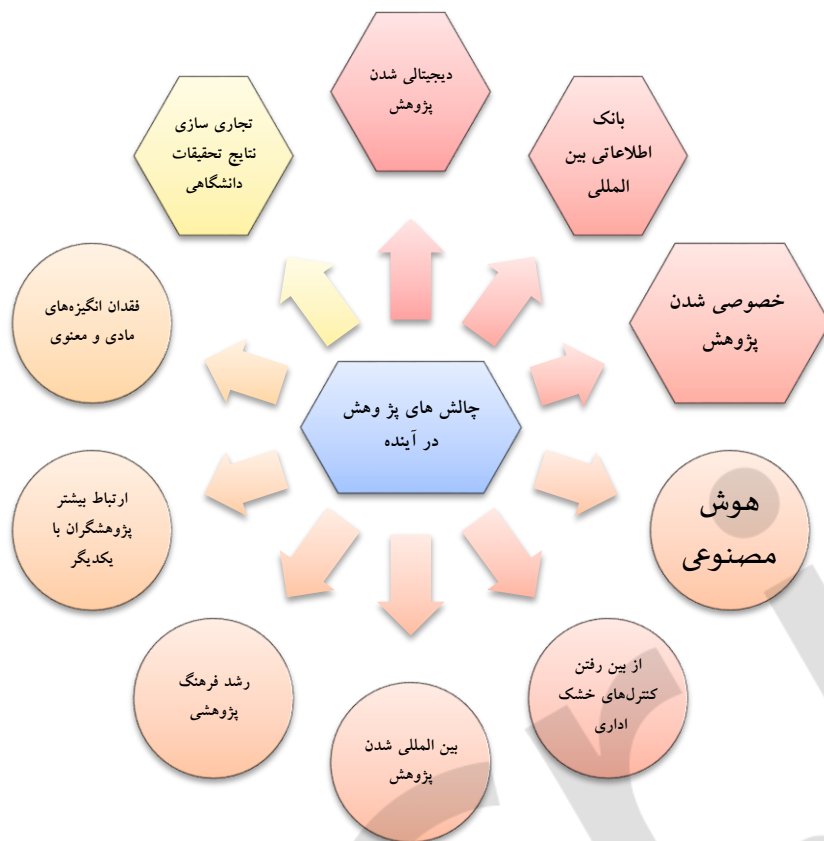 دیجیتالی شدن
پژوهش
بانک
اطلاعاتی بین
المللی
خصوصی شدن
پژوهش
هوش
مصنوعی
از بین رفتن
کنترل‌های خشک
اداری
بین المللی شدن
پژوهش
رشد فرهنگ
پژوهشی
ارتباط بیشتر
پژوهشگران با
یکدیگر
فقدان انگیزه‌های
مادی و معنوی
تجاری سازی
نتایج تحقیقات
دانشگاهی
چالش های پژ وهش
در آینده